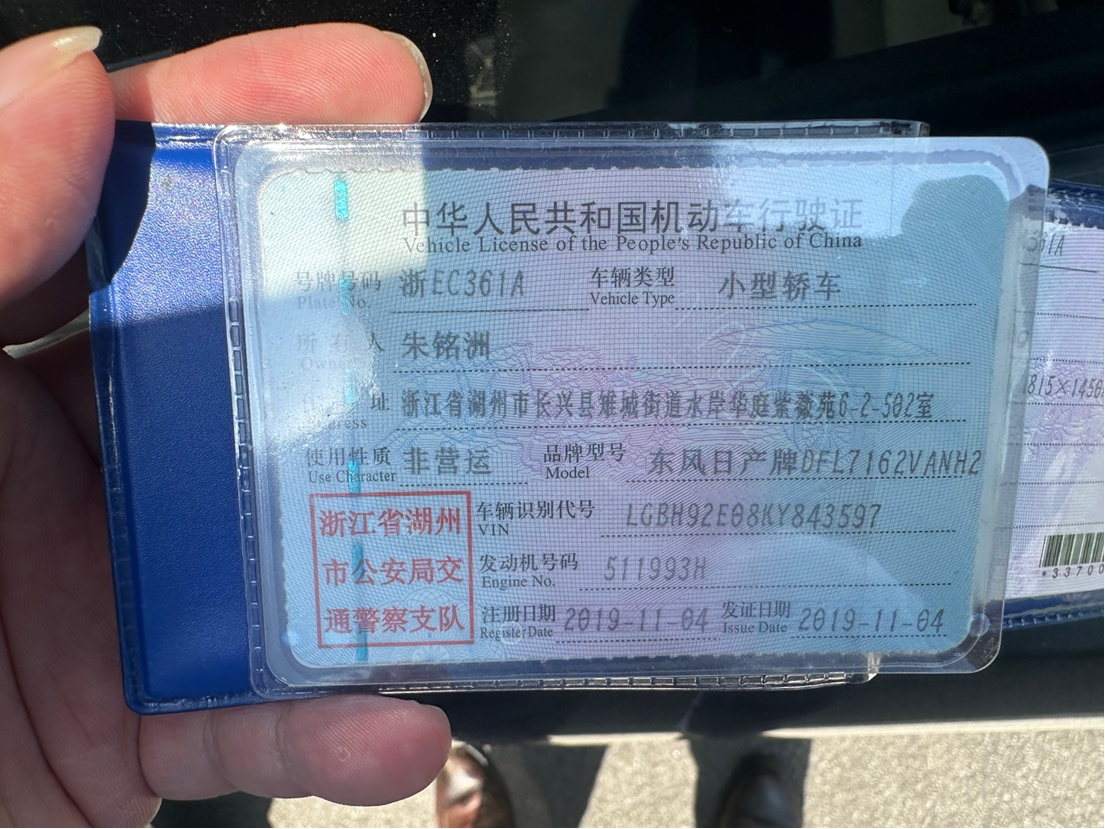 中华人民共和国机动车行驶证
Vehicle License of the People's Republic of China
号牌号码 浙EC361A 车辆类型 小型轿车
Plate No. Vehicle Type
所有人 朱铭洲
Owner
址 浙江省湖州市长兴县雉城街道水岸华庭紫薇苑6-2-502室
使用性质 非营运 品牌型号 东风日产牌DFL7162VANH2
Use Character Model
浙江省湖州
市公安局交
通警察支队
车辆识别代号 LGBH92E08KY843597
VIN
发动机号码 511993H
Engine No.
注册日期 2019-11-04 发证日期 2019-11-04
Register Date Issue Date
361A
1815×1450
*33700